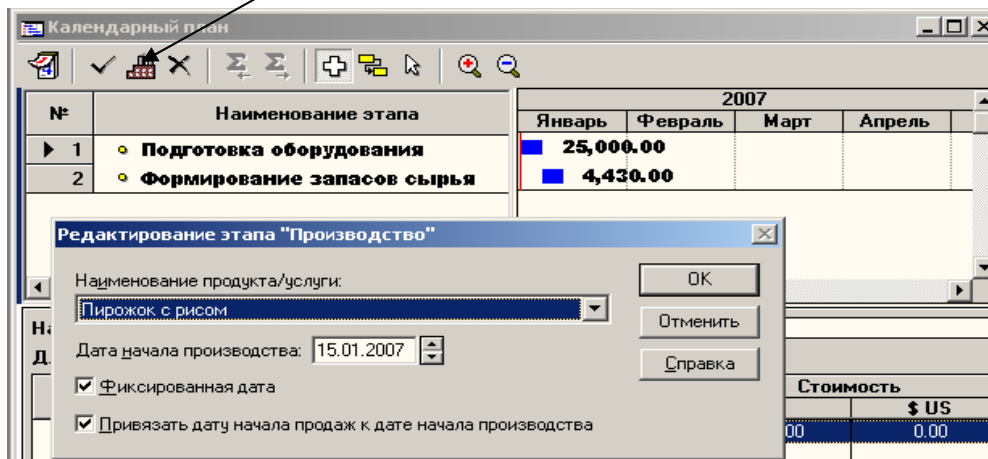 Календарный план
№ Наименование этапа
2007
Январь Февраль Март Апрель
1 Подготовка оборудования 25,000.00
2 Формирование запасов сырья 4,430.00
Редактирование этапа "Производство"
Наименование продукта/услуги:
Пирожок с рисом
Дата начала производства: 15.01.2007
Фиксированная дата
Привязать дату начала продаж к дате начала производства
OK
Отменить
Справка
Стоимость
$ US
00 0.00